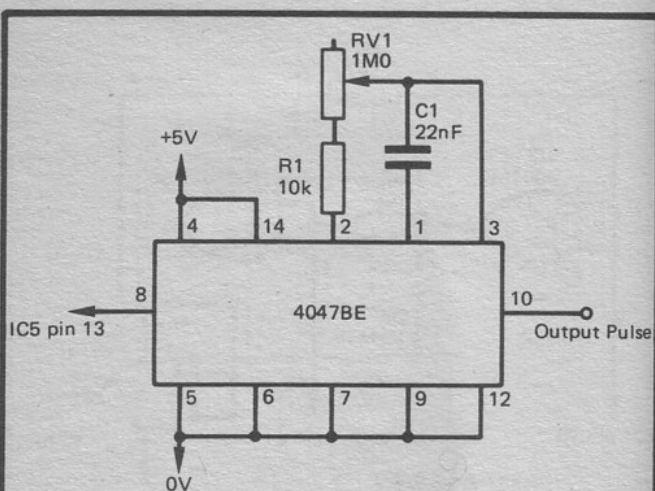 RV1
1M0
C1
22nF
+5V
R1
10k
4
14
2
1
3
8
4047BE
10
IC5 pin 13
Output Pulse
5
6
7
9
12
0V